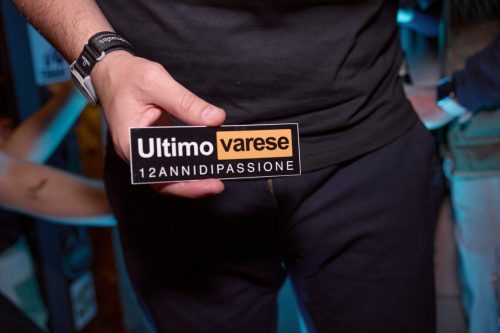 Ultimo varese
12ANNIDIPASSIONE